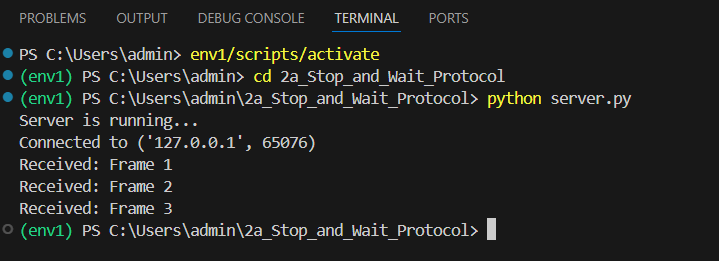 PROBLEMS OUTPUT DEBUG CONSOLE TERMINAL PORTS
PS C:\Users\admin> env1/scripts/activate
(env1) PS C:\Users\admin> cd 2a_Stop_and_Wait_Protocol
(env1) PS C:\Users\admin\2a_Stop_and_Wait_Protocol> python server.py
Server is running...
Connected to ('127.0.0.1', 65076)
Received: Frame 1
Received: Frame 2
Received: Frame 3
(env1) PS C:\Users\admin\2a_Stop_and_Wait_Protocol>